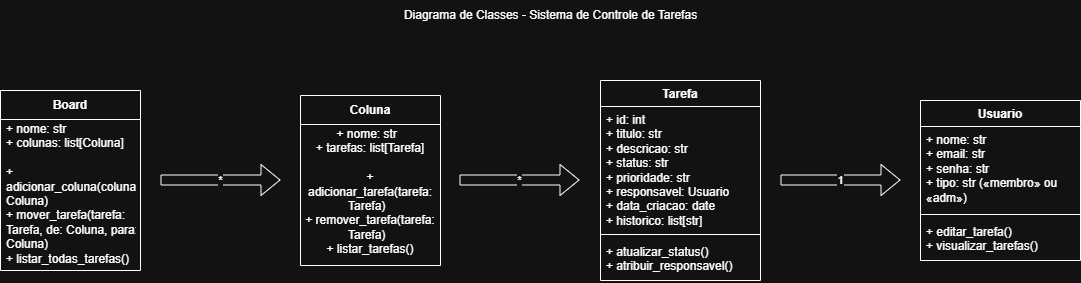 Diagrama de Classes - Sistema de Controle de Tarefas
Board
+ nome: str
+ colunas: list[Coluna]
+
adicionar_coluna(coluna
Coluna)
+ mover_tarefa(tarefa:
Tarefa, de: Coluna, para:
Coluna)
+ listar_todas_tarefas()
*
Coluna
+ nome: str
+ tarefas: list[Tarefa]
+
adicionar_tarefa(tarefa:
Tarefa)
+ remover_tarefa(tarefa:
Tarefa)
+ listar_tarefas()
*
Tarefa
+ id: int
+ titulo: str
+ descricao: str
+ status: str
+ prioridade: str
+ responsavel: Usuario
+ data_criacao: date
+ historico: list[str]
+ atualizar_status()
+ atribuir_responsavel()
1
Usuario
+ nome: str
+ email: str
+ senha: str
+ tipo: str («membro» ou
«adm»)
+ editar_tarefa()
+ visualizar_tarefas()